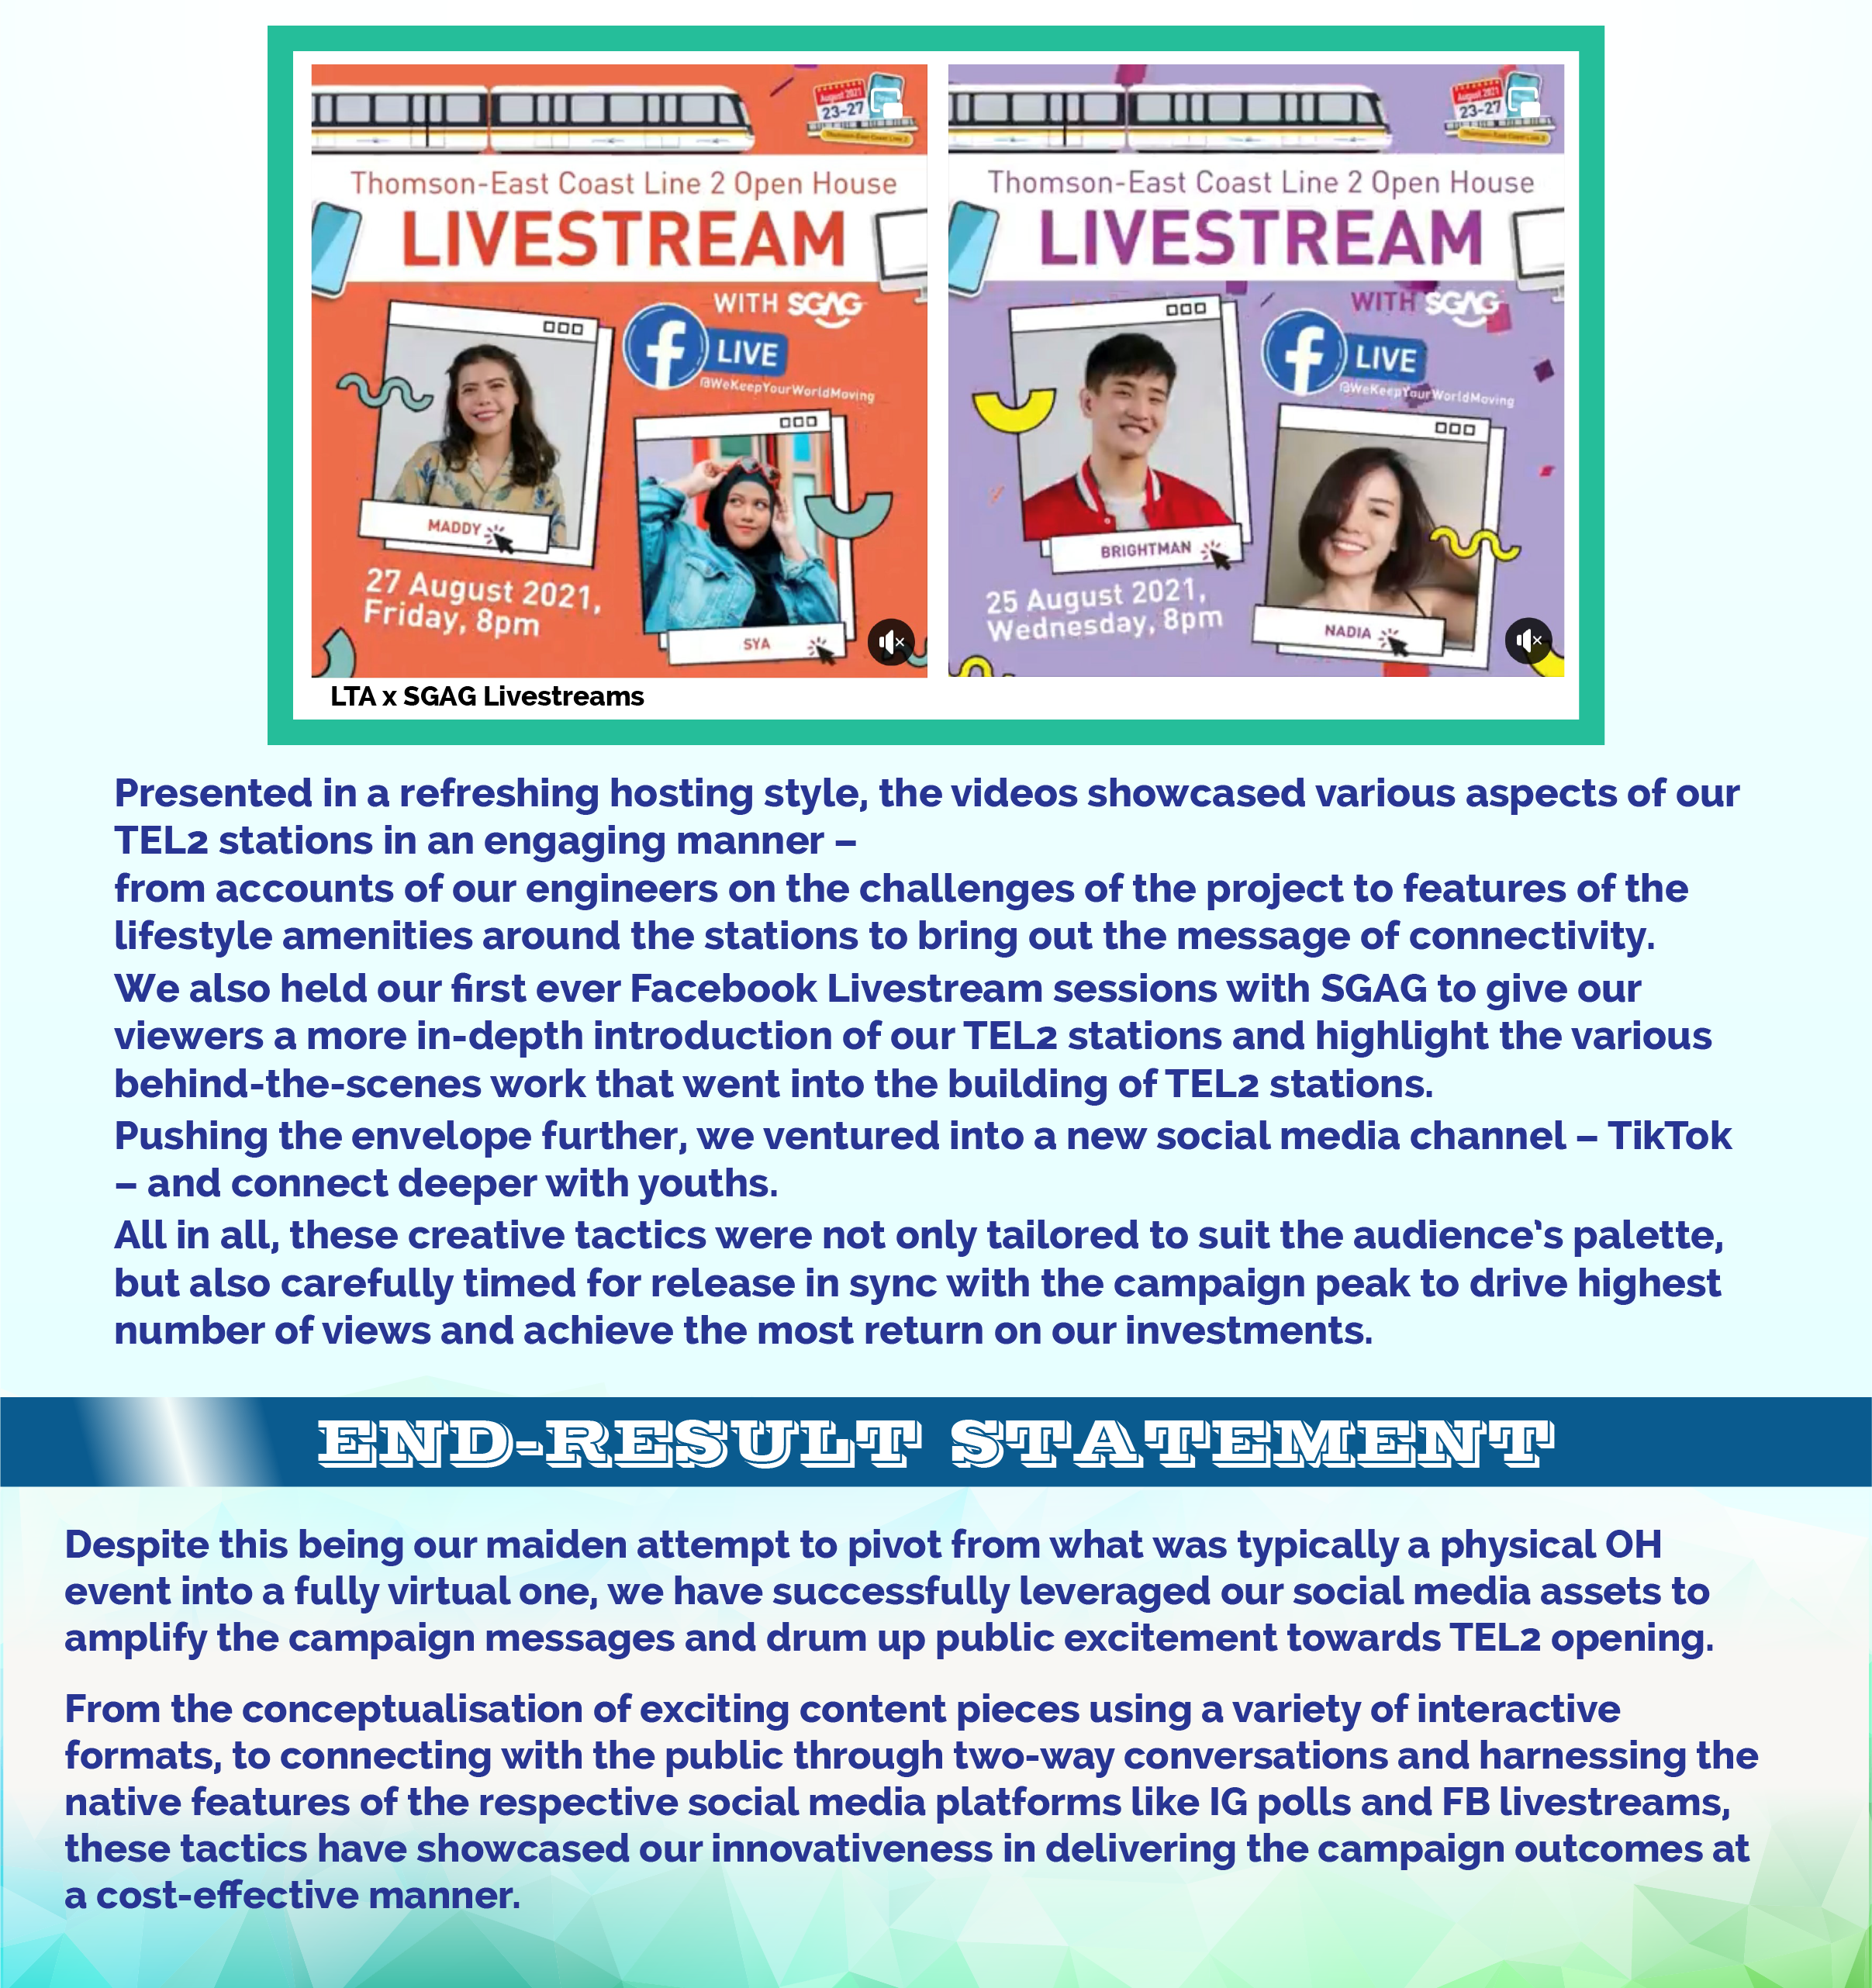 August 2021
23-27
Thomson-East Coast Line 2
Thomson-East Coast Line 2 Open House
LIVESTREAM
WITH SGAG
f LIVE
@WeKeepYourWorldMoving
MADDY
27 August 2021,
Friday, 8pm
SYA
August 2021
23-27
Thomson-East Coast Line 2
Thomson-East Coast Line 2 Open House
LIVESTREAM
WITH SGAG
f LIVE
@WeKeepYourWorldMoving
BRIGHTMAN
25 August 2021,
Wednesday, 8pm
NADIA
LTA x SGAG Livestreams
Presented in a refreshing hosting style, the videos showcased various aspects of our
TEL2 stations in an engaging manner –
from accounts of our engineers on the challenges of the project to features of the
lifestyle amenities around the stations to bring out the message of connectivity.
We also held our first ever Facebook Livestream sessions with SGAG to give our
viewers a more in-depth introduction of our TEL2 stations and highlight the various
behind-the-scenes work that went into the building of TEL2 stations.
Pushing the envelope further, we ventured into a new social media channel – TikTok
– and connect deeper with youths.
All in all, these creative tactics were not only tailored to suit the audience's palette,
but also carefully timed for release in sync with the campaign peak to drive highest
number of views and achieve the most return on our investments.
END-RESULT STATEMENT
Despite this being our maiden attempt to pivot from what was typically a physical OH
event into a fully virtual one, we have successfully leveraged our social media assets to
amplify the campaign messages and drum up public excitement towards TEL2 opening.
From the conceptualisation of exciting content pieces using a variety of interactive
formats, to connecting with the public through two-way conversations and harnessing the
native features of the respective social media platforms like IG polls and FB livestreams,
these tactics have showcased our innovativeness in delivering the campaign outcomes at
a cost-effective manner.